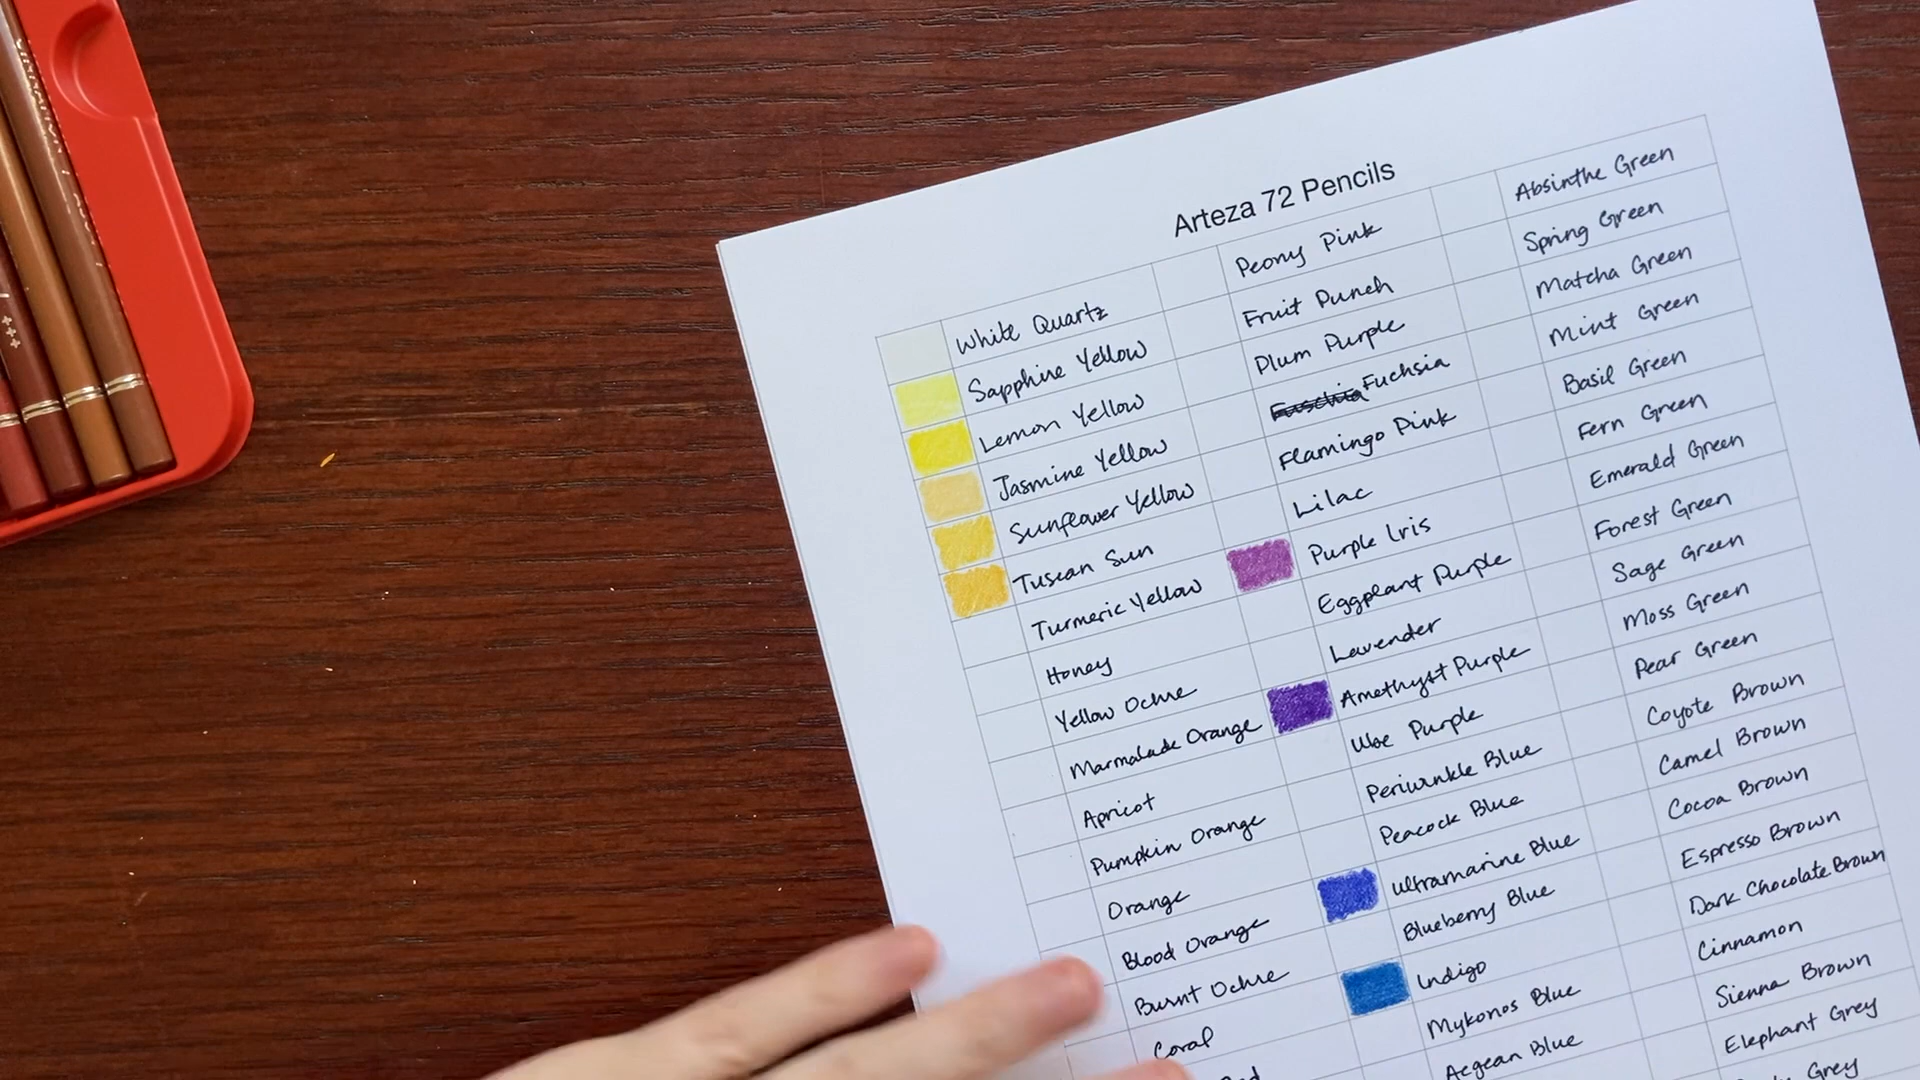 Arteza 72 Pencils
White Quartz
Sapphire Yellow
Lemon Yellow
Jasmine Yellow
Sunflower Yellow
Tuscan Sun
Turmeric Yellow
Honey
Yellow Ochre
Marmalade Orange
Apricot
Pumpkin Orange
Orange
Blood Orange
Burnt Ochre
Coral
Peony Pink
Fruit Punch
Plum Purple
Fuschia Fuchsia
Flamingo Pink
Lilac
Purple Iris
Eggplant Purple
Lavender
Amethyst Purple
Ube Purple
Periwinkle Blue
Peacock Blue
Ultramarine Blue
Blueberry Blue
Indigo
Mykonos Blue
Aegean Blue
Absinthe Green
Spring Green
Matcha Green
Mint Green
Basil Green
Fern Green
Emerald Green
Forest Green
Sage Green
Moss Green
Pear Green
Coyote Brown
Camel Brown
Cocoa Brown
Espresso Brown
Dark Chocolate Brown
Cinnamon
Sienna Brown
Elephant Grey
Grey